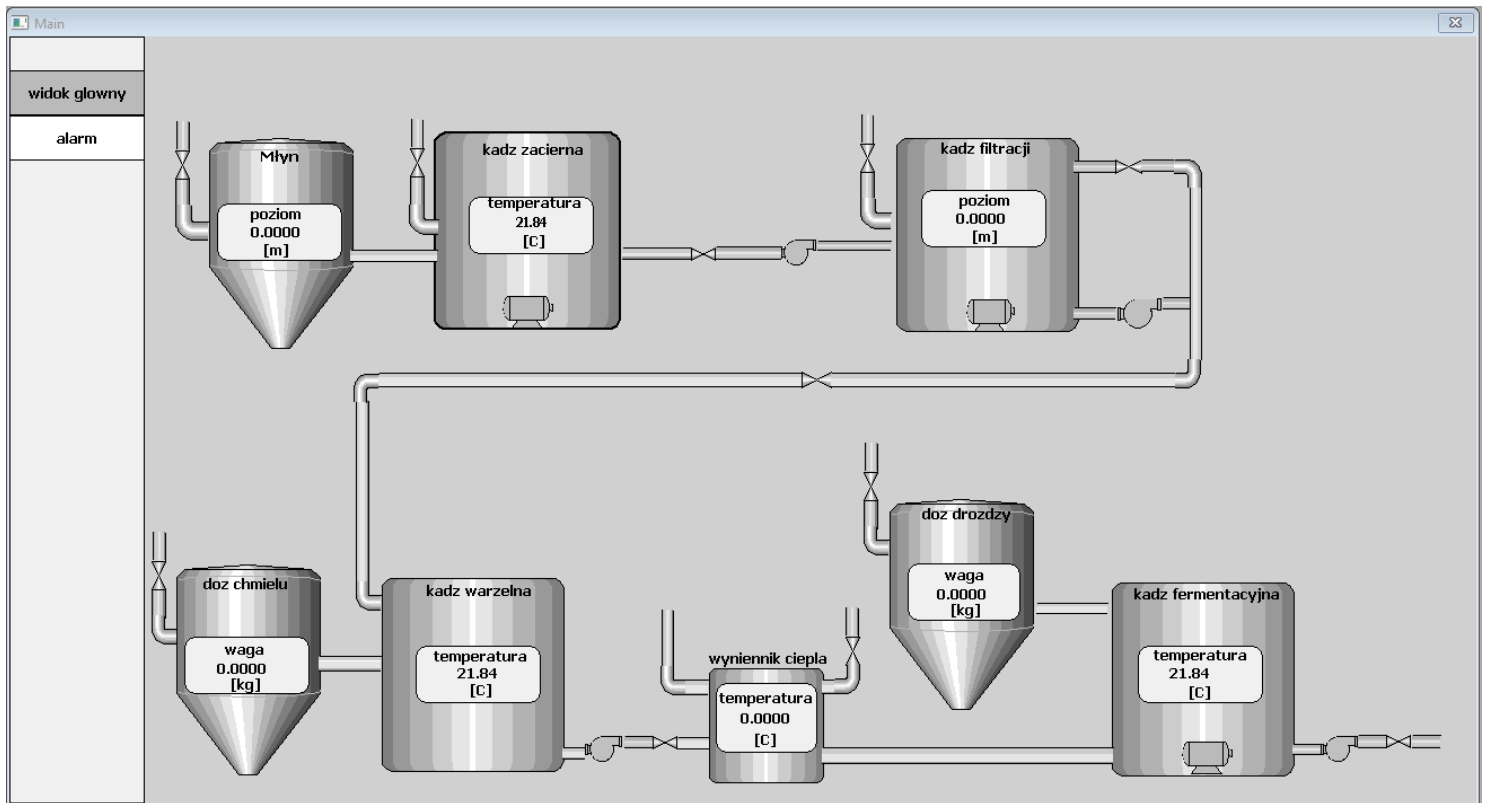 Main
widok glowny
alarm
Młyn
poziom
0.0000
[m]
kadz zacierna
temperatura
21.84
[C]
kadz filtracji
poziom
0.0000
[m]
doz chmielu
waga
0.0000
[kg]
kadz warzelna
temperatura
21.84
[C]
wyniennik ciepla
temperatura
0.0000
[C]
doz drozdzy
waga
0.0000
[kg]
kadz fermentacyjna
temperatura
21.84
[C]